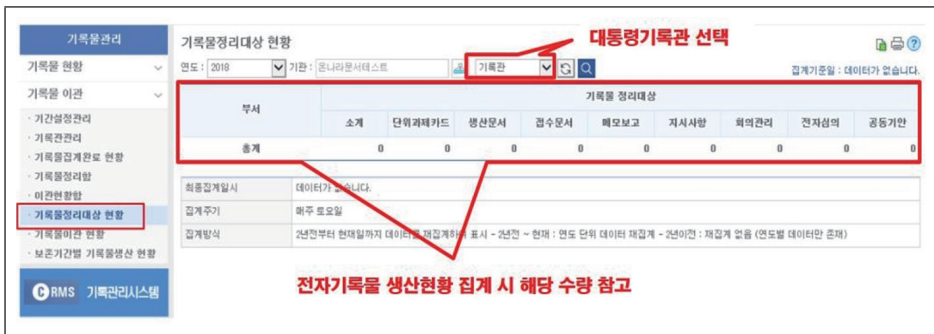 기록물관리
기록물 현황
기록물 이관
· 기간설정관리
· 기록관관리
· 기록물집계완료 현황
· 기록물정리함
· 이관현황함
· 기록물정리대상 현황
· 기록물이관 현황
· 보존기간별 기록물생산 현황
CRMS 기록관리시스템
기록물정리대상 현황
대통령기록관 선택
연도 : 2018 기관 : 온나라문서테스트 기록관
집계기준일 : 데이터가 없습니다.
부서 기록물 정리대상
소계 단위과제카드 생산문서 접수문서 메모보고 지시사항 회의관리 전자심의 공동기안
총계 0 0 0 0 0 0 0 0 0
최종집계일시 데이터가 없습니다.
집계주기 매주 토요일
집계방식 2년전부터 현재일까지 데이터를 재집계하여 표시 - 2년전 ~ 현재 : 연도 단위 데이터 재집계 - 2년이전 : 재집계 없음 (연도별 데이터만 존재)
전자기록물 생산현황 집계 시 해당 수량 참고